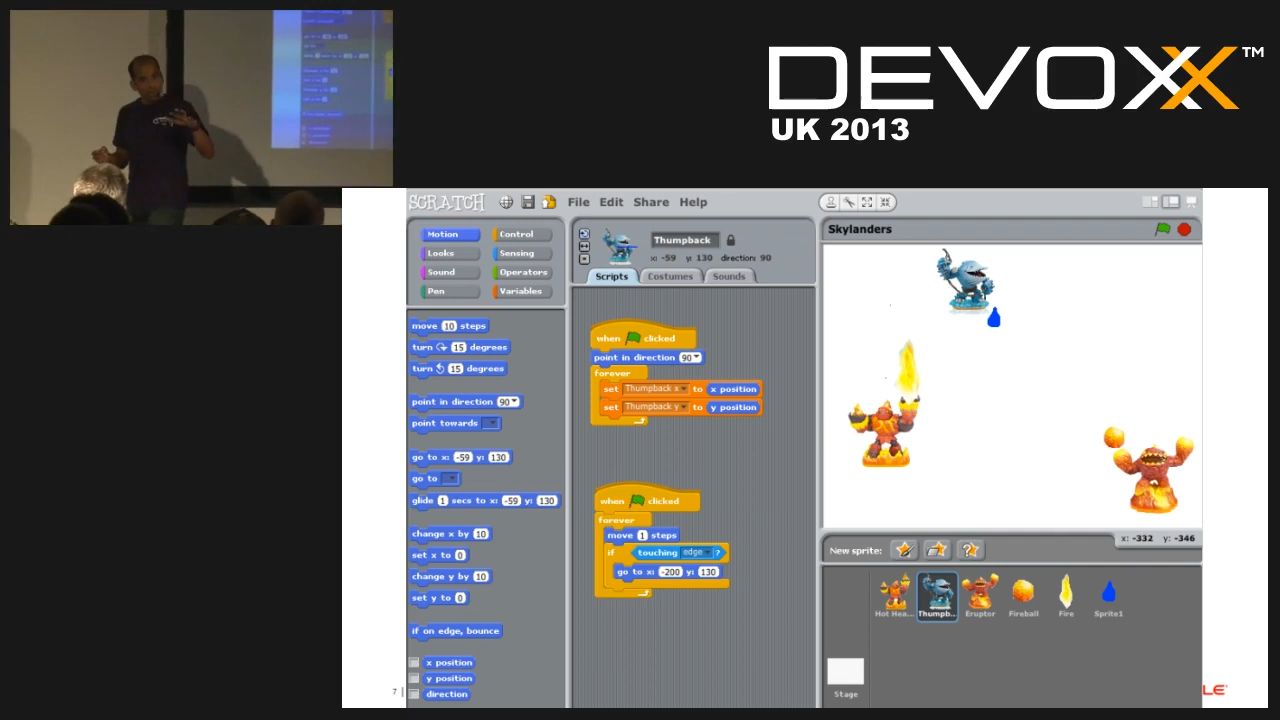 DEVOXX™
UK 2013
SCRATCH File Edit Share Help
Motion Control
Looks Sensing
Sound Operators
Pen Variables
move 10 steps
turn 15 degrees
turn 15 degrees
point in direction 90
point towards
go to x: -59 y: 130
go to
glide 1 secs to x: -59 y: 130
change x by 10
set x to 0
change y by 10
set y to 0
if on edge, bounce
x position
y position
direction
Thumpback
x: -59 y: 130 direction: 90
Scripts Costumes Sounds
when clicked
point in direction 90
forever
set Thumpback x to x position
set Thumpback y to y position
when clicked
forever
move 1 steps
if touching edge ?
go to x: -200 y: 130
Skylanders
x: -332 y: -346
New sprite:
Hot Hea... Thumpb... Eruptor Fireball Fire Sprite1
Stage
7 |
LE